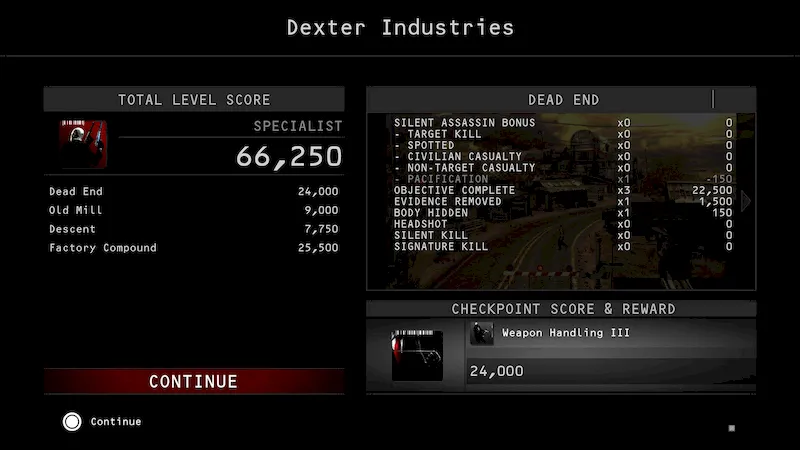 Dexter Industries
TOTAL LEVEL SCORE
SPECIALIST
66,250
Dead End 24,000
Old Mill 9,000
Descent 7,750
Factory Compound 25,500
CONTINUE
Continue
DEAD END
SILENT ASSASSIN BONUS x0 0
- TARGET KILL x0 0
- SPOTTED x0 0
- CIVILIAN CASUALTY x0 0
- NON-TARGET CASUALTY x0 0
- PACIFICATION x1 -150
OBJECTIVE COMPLETE x3 22,500
EVIDENCE REMOVED x1 1,500
BODY HIDDEN x1 150
HEADSHOT x0 0
SILENT KILL x0 0
SIGNATURE KILL x0 0
CHECKPOINT SCORE & REWARD
Weapon Handling III
24,000